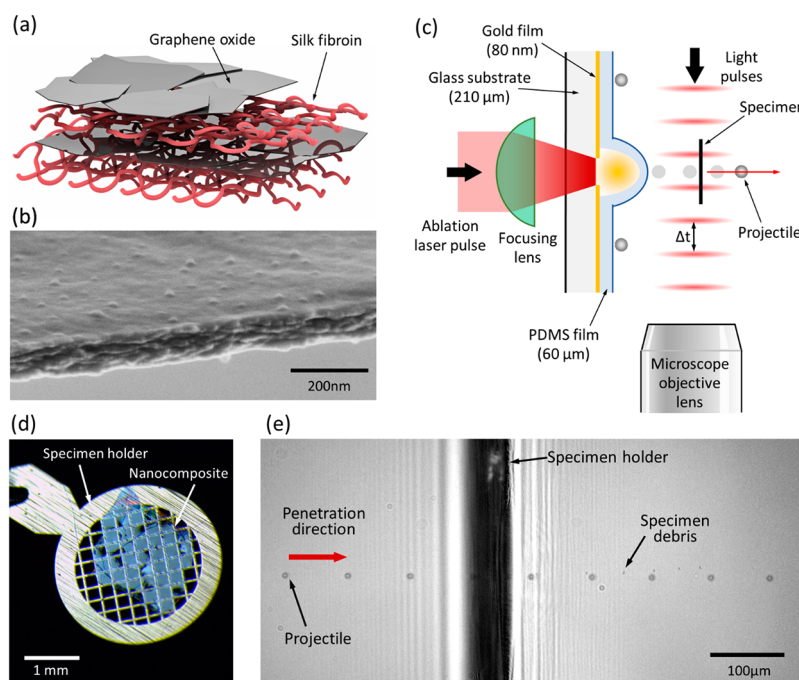 (a)
Graphene oxide
Silk fibroin
(b)
200nm
(c)
Gold film
(80 nm)
Glass substrate
(210 µm)
Light
pulses
Specimen
Ablation
laser pulse
Focusing
lens
Δt
Projectile
PDMS film
(60 µm)
Microscope
objective
lens
(d)
Specimen holder
Nanocomposite
1 mm
(e)
Specimen holder
Penetration
direction
Specimen
debris
Projectile
100µm